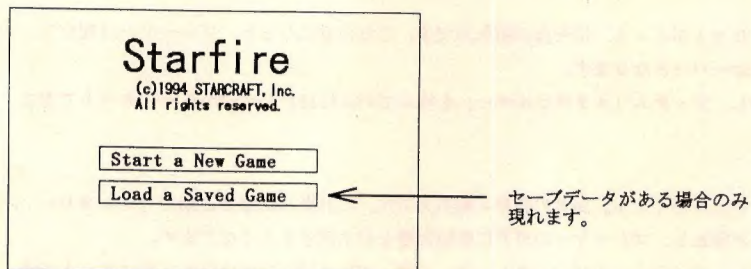 Starfire
(c)1994 STARCRAFT, Inc.
All rights reserved.
Start a New Game
Load a Saved Game
セーブデータがある場合のみ
現れます。